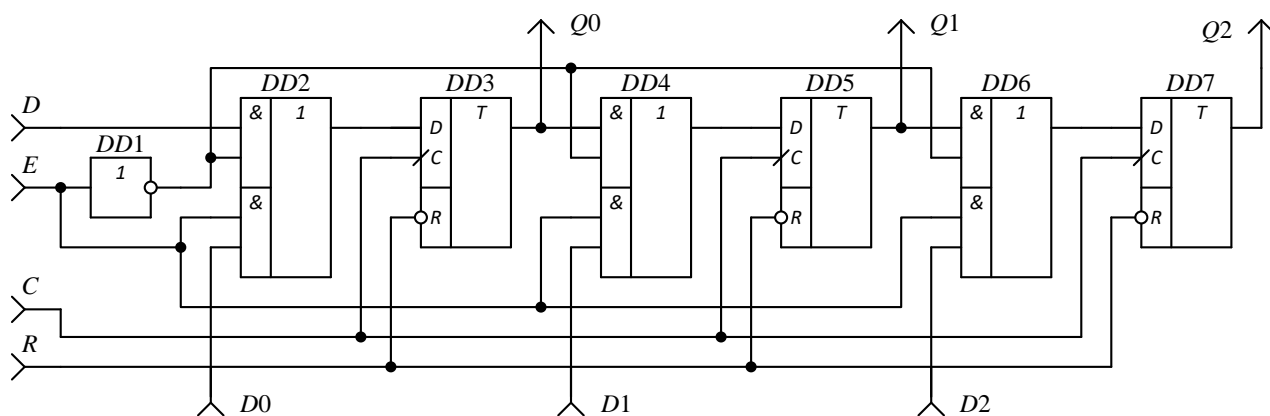 Q0 Q1 Q2
DD2 DD3 DD4 DD5 DD6 DD7
D & 1 D T & 1 D T & 1 D T
DD1 C C C
E 1
& R & R & R
C
R
D0 D1 D2